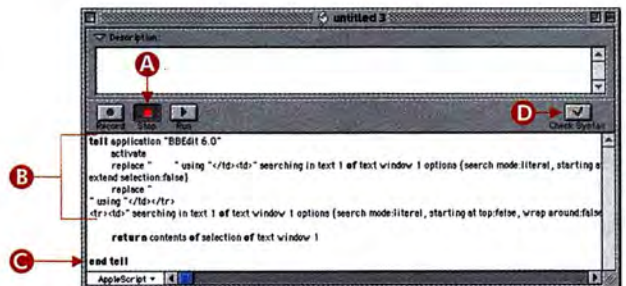 untitled 3
Description:
A
D
Record Stop Run
Check Syntax
tell application "BBEdit 6.0"
activate
replace " " using "</td><td>" searching in text 1 of text window 1 options {search mode:literal, starting at
extend selection:false}
B
replace "
" using "</td></tr>
<tr><td>" searching in text 1 of text window 1 options {search mode:literal, starting at top:false, wrap around:false
return contents of selection of text window 1
C
end tell
AppleScript